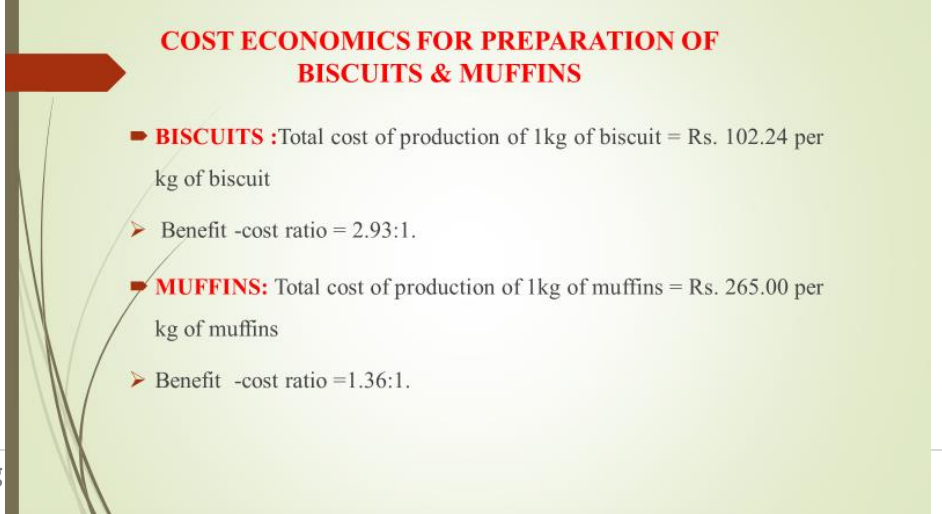 COST ECONOMICS FOR PREPARATION OF
BISCUITS & MUFFINS
BISCUITS :Total cost of production of 1kg of biscuit = Rs. 102.24 per
kg of biscuit
Benefit -cost ratio = 2.93:1.
MUFFINS: Total cost of production of 1kg of muffins = Rs. 265.00 per
kg of muffins
Benefit -cost ratio =1.36:1.